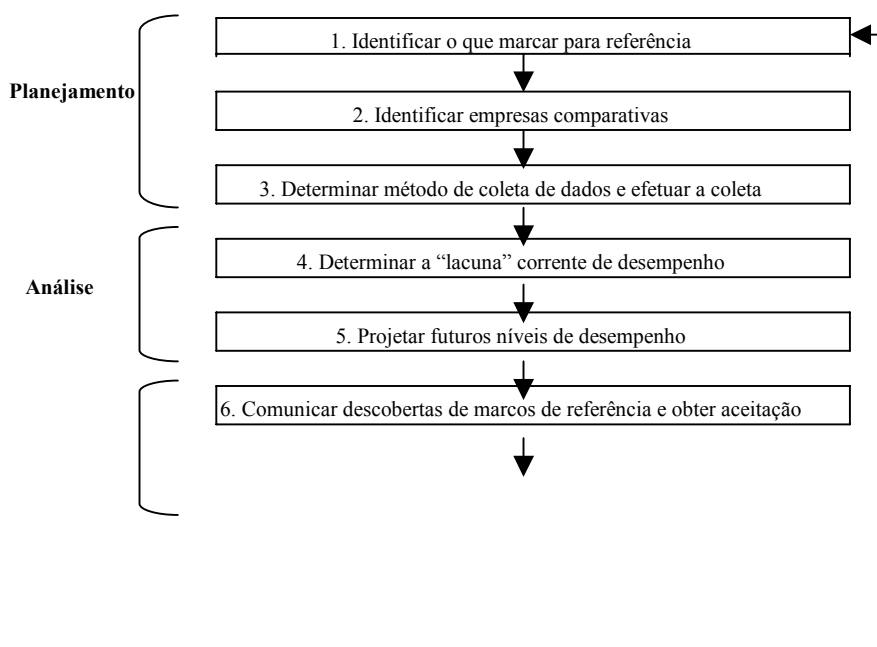 1. Identificar o que marcar para referência
Planejamento
2. Identificar empresas comparativas
3. Determinar método de coleta de dados e efetuar a coleta
4. Determinar a “lacuna” corrente de desempenho
Análise
5. Projetar futuros níveis de desempenho
6. Comunicar descobertas de marcos de referência e obter aceitação